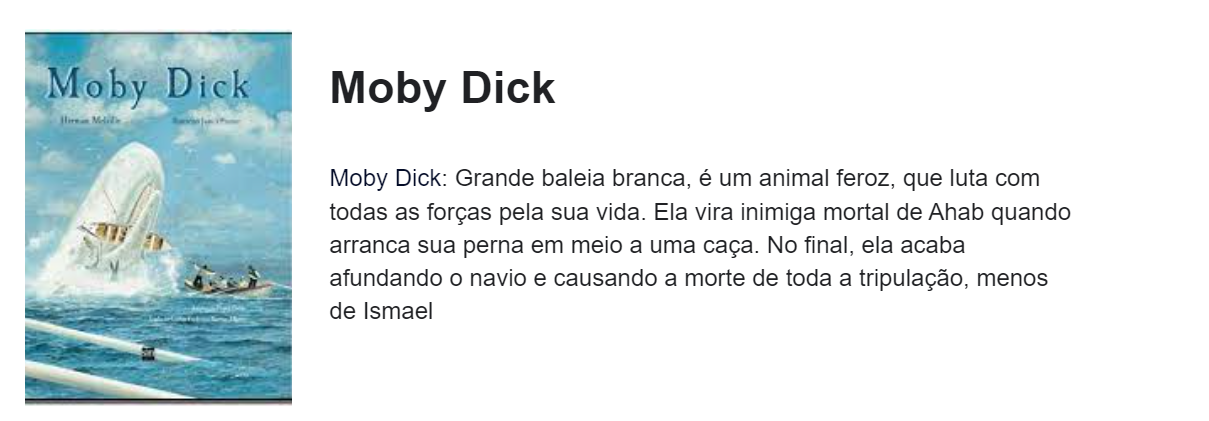 Moby Dick
Herman Melville
Moby Dick
Moby Dick: Grande baleia branca, é um animal feroz, que luta com
todas as forças pela sua vida. Ela vira inimiga mortal de Ahab quando
arranca sua perna em meio a uma caça. No final, ela acaba
afundando o navio e causando a morte de toda a tripulação, menos
de Ismael